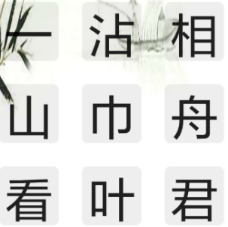 一 沾 相
山 巾 舟
看 叶 君